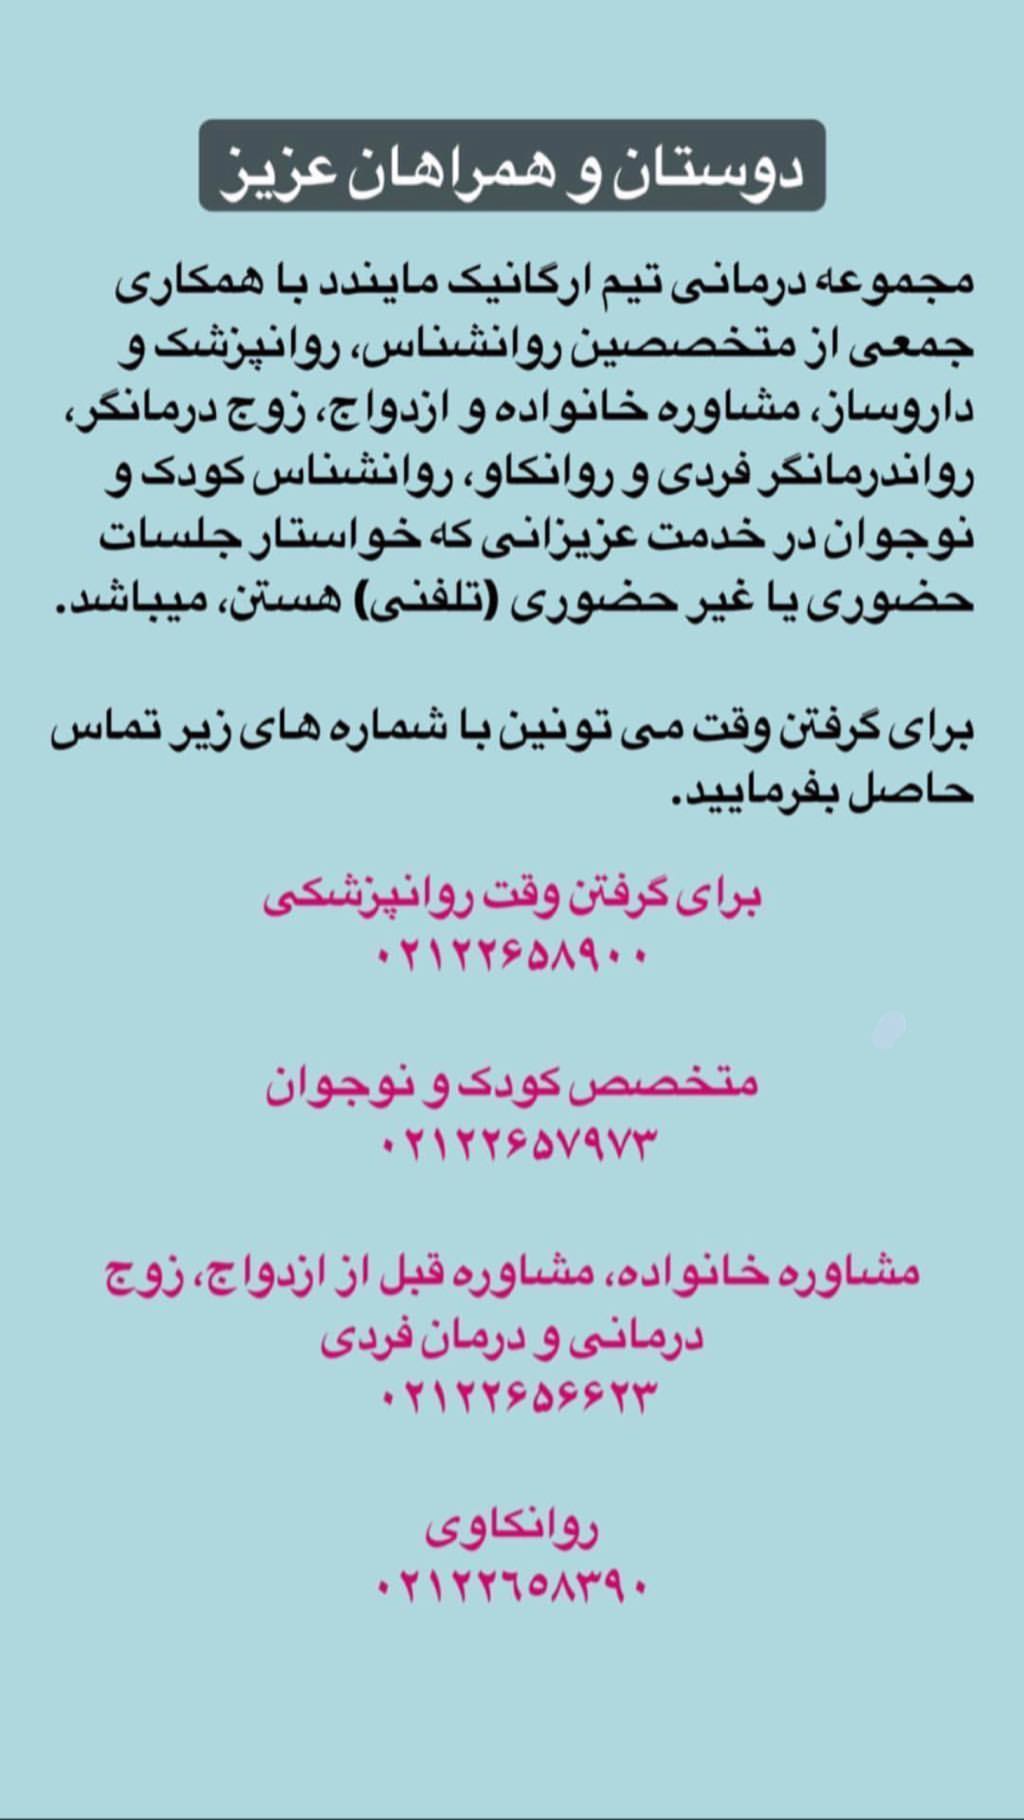 دوستان و همراهان عزیز
مجموعه درمانی تیم ارگانیک مایندد با همکاری
جمعی از متخصصین روانشناس، روانپزشک و
داروساز، مشاوره خانواده و ازدواج، زوج درمانگر،
رواندرمانگر فردی و روانکاو، روانشناس کودک و
نوجوان در خدمت عزیزانی که خواستار جلسات
حضوری یا غیر حضوری (تلفنی) هستن، میباشد.
برای گرفتن وقت می تونین با شماره های زیر تماس
حاصل بفرمایید.
برای گرفتن وقت روانپزشکی
۰۲۱۲۲۶۵۸۹۰۰
متخصص کودک و نوجوان
۰۲۱۲۲۶۵۷۹۷۳
مشاوره خانواده، مشاوره قبل از ازدواج، زوج
درمانی و درمان فردی
۰۲۱۲۲۶۵۶۶۲۳
روانکاوی
٠٢١٢٢٦٥٨٣٩٠